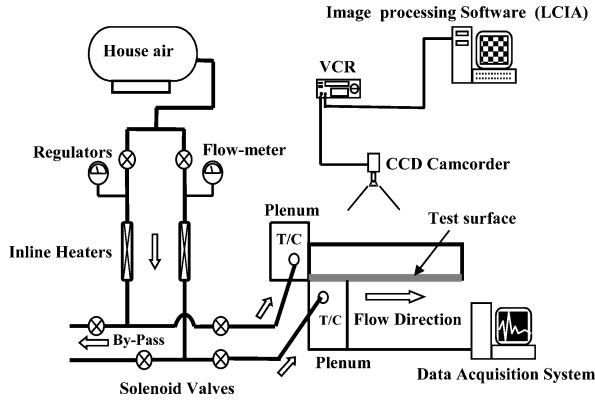 Image processing Software (LCIA)
House air
VCR
Regulators
Flow-meter
CCD Camcorder
Plenum
Test surface
T/C
Inline Heaters
T/C
Flow Direction
By-Pass
Plenum
Solenoid Valves
Data Acquisition System